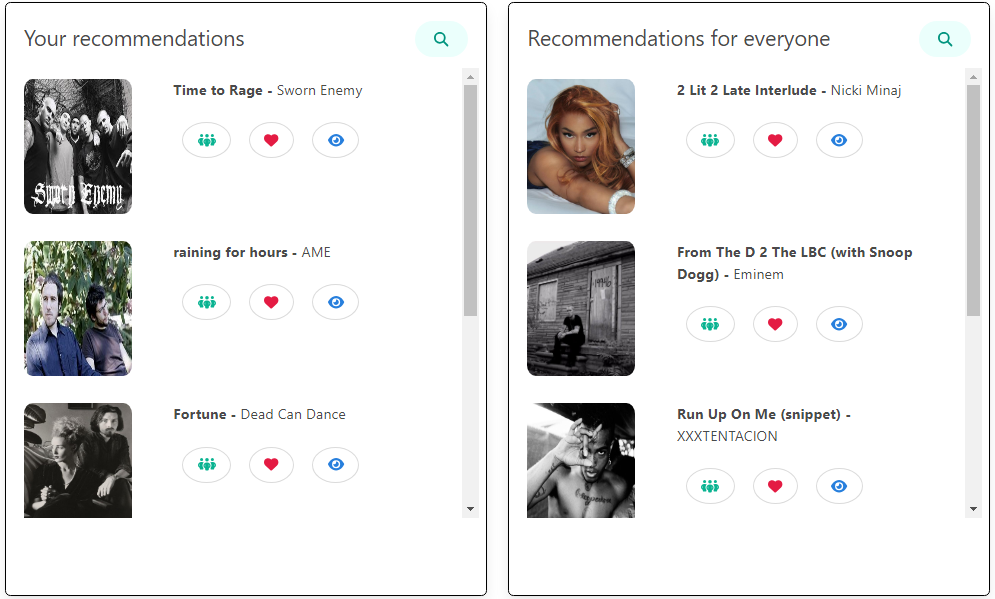 Your recommendations
Time to Rage - Sworn Enemy
Sworn Enemy
raining for hours - AME
Fortune - Dead Can Dance
Recommendations for everyone
2 Lit 2 Late Interlude - Nicki Minaj
From The D 2 The LBC (with Snoop
Dogg) - Eminem
Run Up On Me (snippet) -
XXXTENTACION